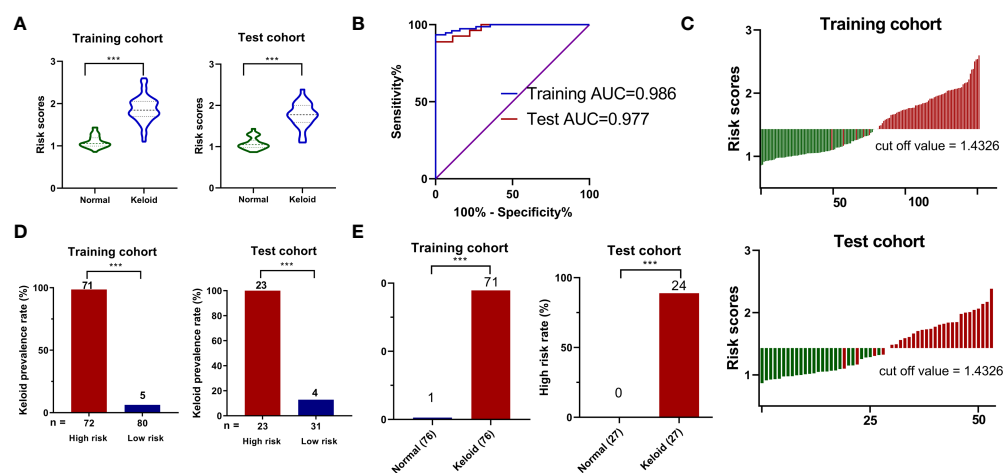 A
Training cohort
Test cohort
***
***
Risk scores
3
2
1
0
Normal
Keloid
Risk scores
3
2
1
0
Normal
Keloid
B
Sensitivity%
100
50
0
Training AUC=0.986
Test AUC=0.977
0
50
100
100% - Specificity%
C
Training cohort
Risk scores
3
2
1
cut off value = 1.4326
50
100
Test cohort
Risk scores
3
2
1
cut off value = 1.4326
25
50
D
Training cohort
***
Keloid prevalence rate (%)
100
50
0
71
5
n =
72
80
High risk
Low risk
Test cohort
***
Keloid prevalence rate (%)
100
75
50
25
0
23
4
n =
23
31
High risk
Low risk
E
Training cohort
***
0
0
0
1
71
Normal (76)
Keloid (76)
Test cohort
***
High risk rate (%)
100
50
0
0
24
Normal (27)
Keloid (27)